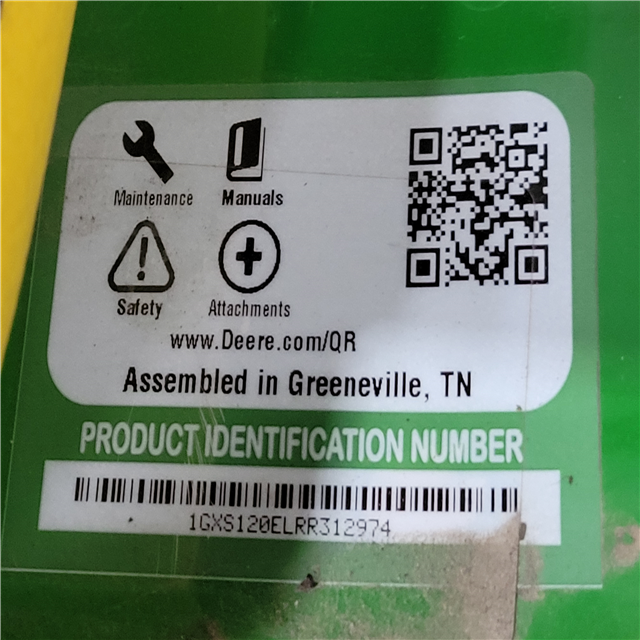 Maintenance Manuals
Safety Attachments
www.Deere.com/QR
Assembled in Greeneville, TN
PRODUCT IDENTIFICATION NUMBER
1GXS120ELRR312974